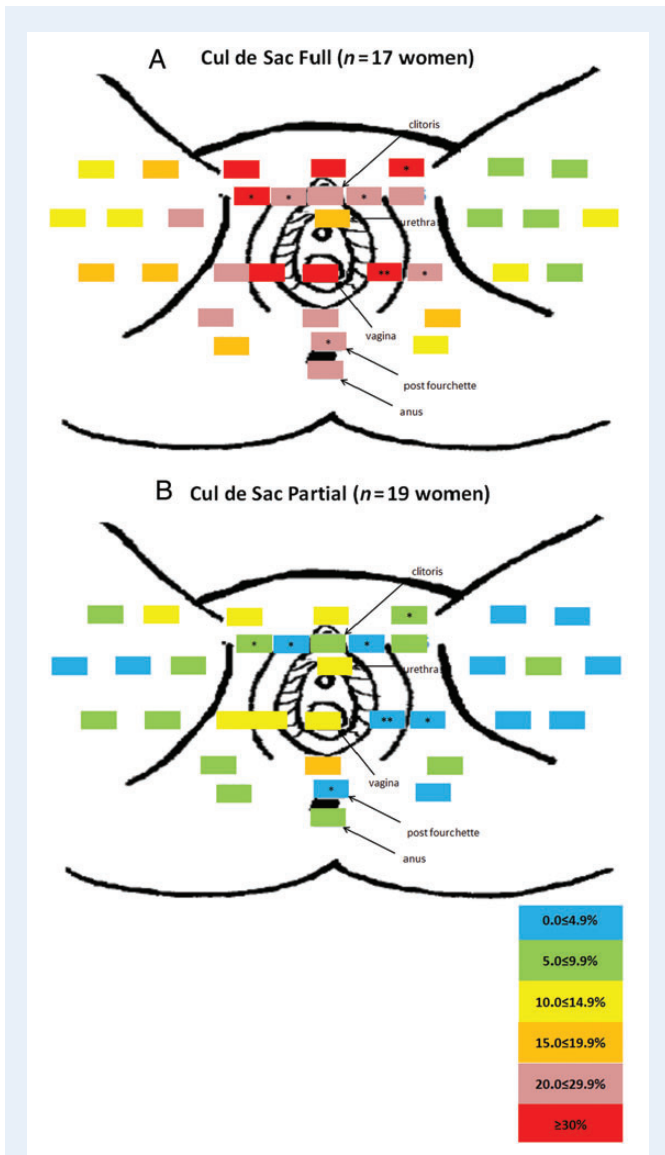 A Cul de Sac Full (n = 17 women)
clitoris
*
* * *
urethra
** *
vagina
*
post fourchette
anus
B Cul de Sac Partial (n = 19 women)
clitoris
*
* * *
urethra
** *
vagina
*
post fourchette
anus
0.0≤4.9%
5.0≤9.9%
10.0≤14.9%
15.0≤19.9%
20.0≤29.9%
≥30%